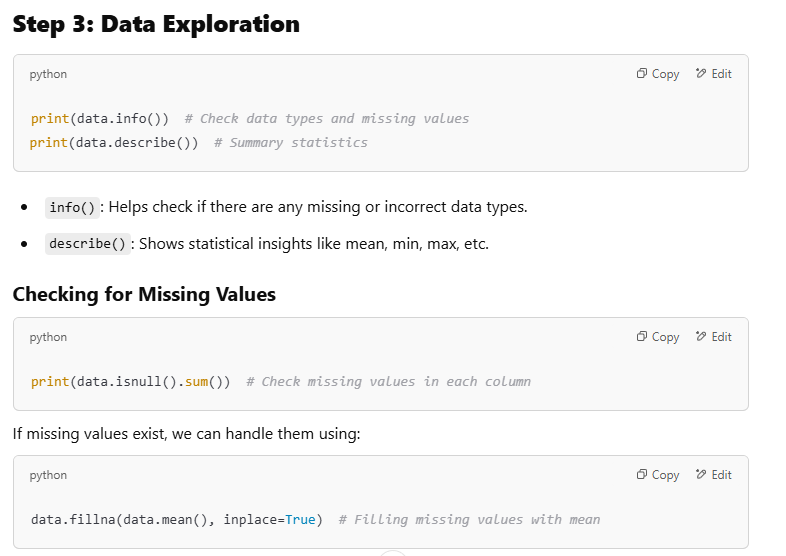 Step 3: Data Exploration
python
Copy
Edit
print(data.info())  # Check data types and missing values
print(data.describe())  # Summary statistics
info(): Helps check if there are any missing or incorrect data types.
describe(): Shows statistical insights like mean, min, max, etc.
Checking for Missing Values
python
Copy
Edit
print(data.isnull().sum())  # Check missing values in each column
If missing values exist, we can handle them using:
python
Copy
Edit
data.fillna(data.mean(), inplace=True)  # Filling missing values with mean